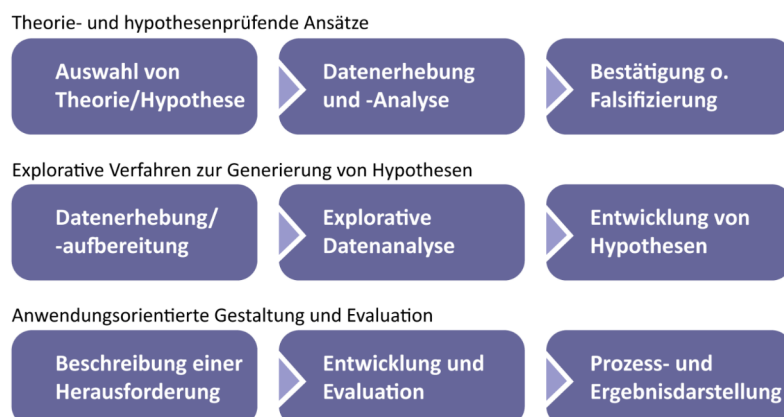 Theorie- und hypothesenprüfende Ansätze
Auswahl von
Theorie/Hypothese
Datenerhebung
und -Analyse
Bestätigung o.
Falsifizierung
Explorative Verfahren zur Generierung von Hypothesen
Datenerhebung/
-aufbereitung
Explorative
Datenanalyse
Entwicklung von
Hypothesen
Anwendungsorientierte Gestaltung und Evaluation
Beschreibung einer
Herausforderung
Entwicklung und
Evaluation
Prozess- und
Ergebnisdarstellung